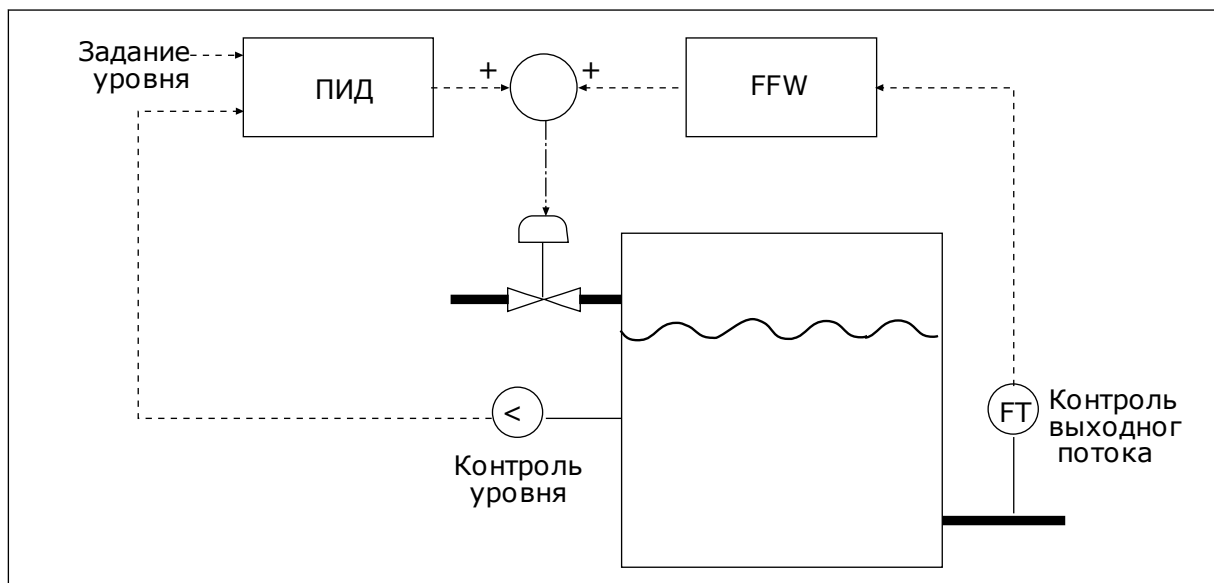 Задание
уровня
ПИД
+
+
FFW
<
FT
Контроль
выходног
потока
Контроль
уровня